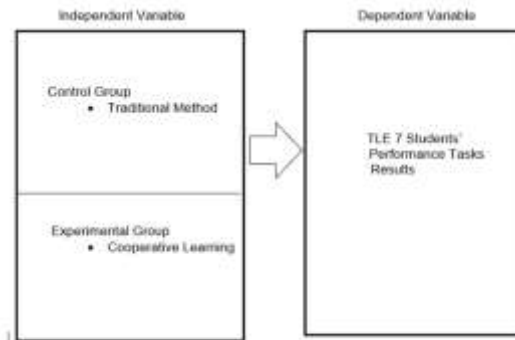 Independent Variable
Dependent Variable
Control Group
• Traditional Method
TLE 7 Students'
Performance Tasks
Results
Experimental Group
• Cooperative Learning